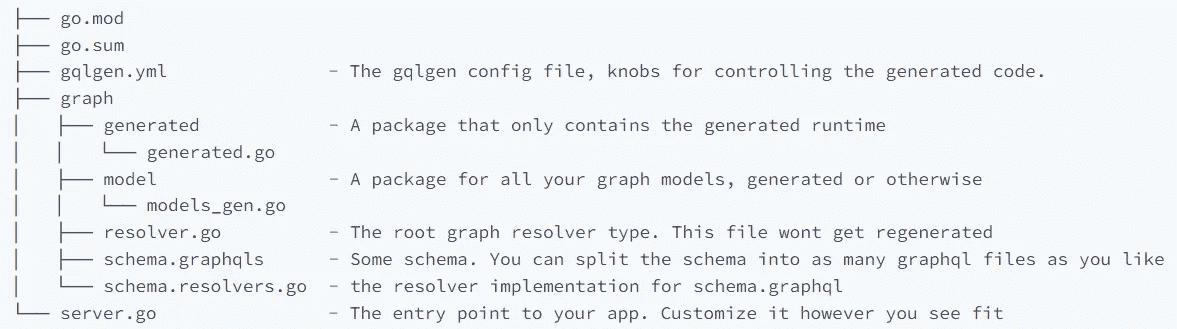 ├── go.mod
├── go.sum
├── gqlgen.yml               - The gqlgen config file, knobs for controlling the generated code.
├── graph
│   ├── generated            - A package that only contains the generated runtime
│   │   └── generated.go
│   ├── model                - A package for all your graph models, generated or otherwise
│   │   └── models_gen.go
│   ├── resolver.go          - The root graph resolver type. This file wont get regenerated
│   ├── schema.graphqls      - Some schema. You can split the schema into as many graphql files as you like
│   └── schema.resolvers.go  - the resolver implementation for schema.graphql
└── server.go                - The entry point to your app. Customize it however you see fit